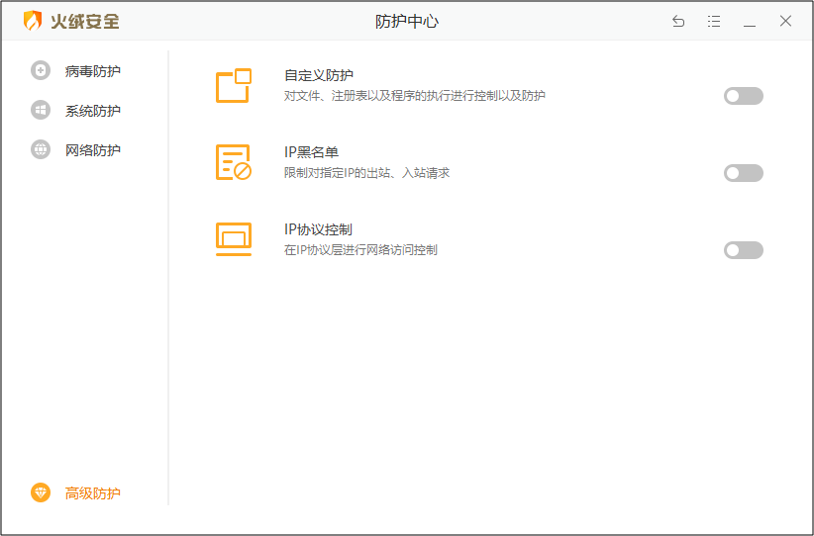 火绒安全
防护中心
病毒防护
系统防护
网络防护
高级防护
自定义防护
对文件、注册表以及程序的执行进行控制以及防护
IP黑名单
限制对指定IP的出站、入站请求
IP协议控制
在IP协议层进行网络访问控制